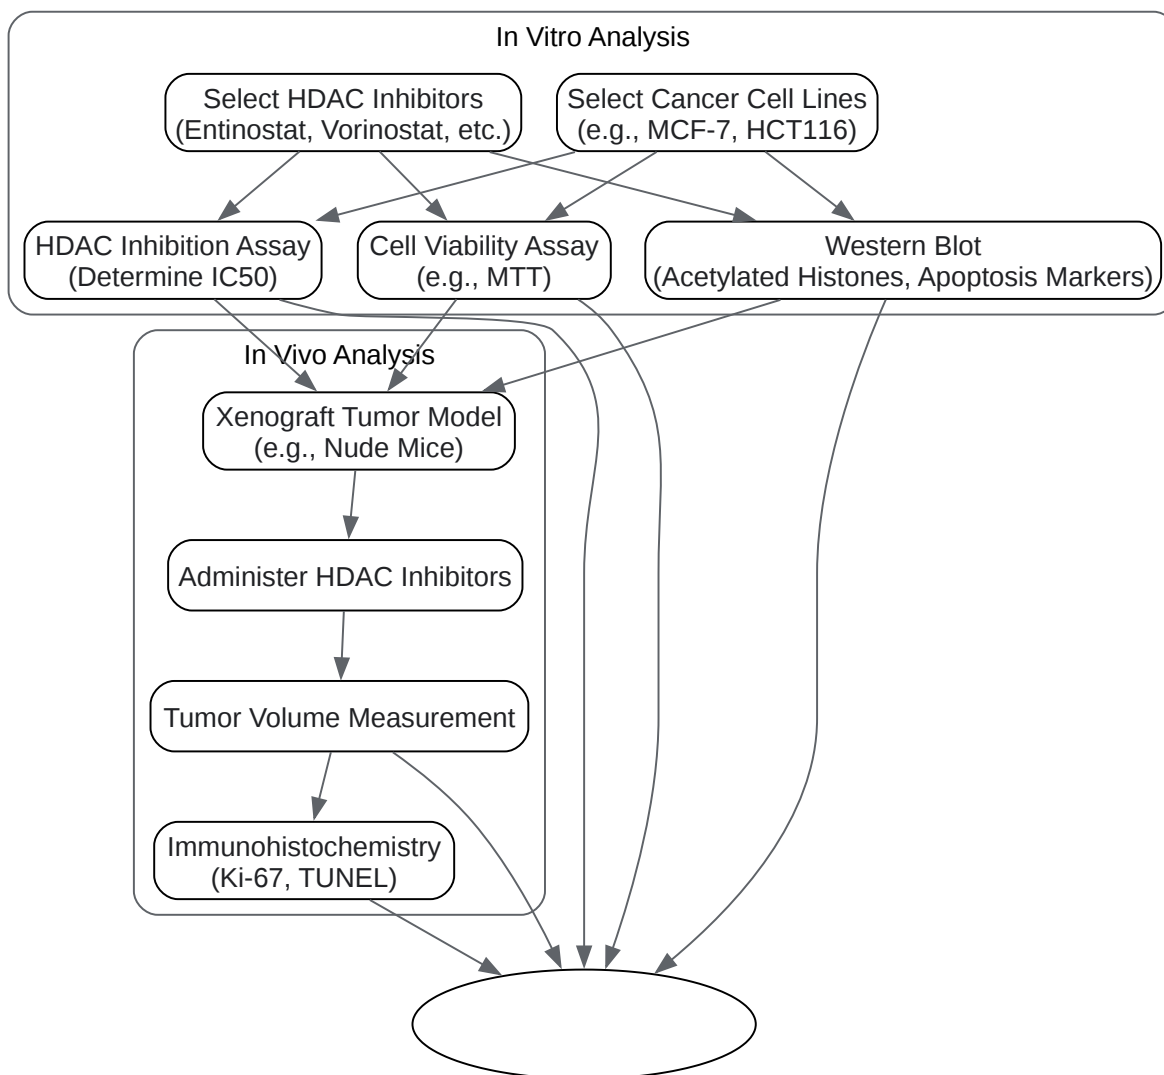 In Vitro Analysis
Select HDAC Inhibitors
(Entinostat, Vorinostat, etc.)
Select Cancer Cell Lines
(e.g., MCF-7, HCT116)
HDAC Inhibition Assay
(Determine IC50)
Cell Viability Assay
(e.g., MTT)
Western Blot
(Acetylated Histones, Apoptosis Markers)
In Vivo Analysis
Xenograft Tumor Model
(e.g., Nude Mice)
Administer HDAC Inhibitors
Tumor Volume Measurement
Immunohistochemistry
(Ki-67, TUNEL)